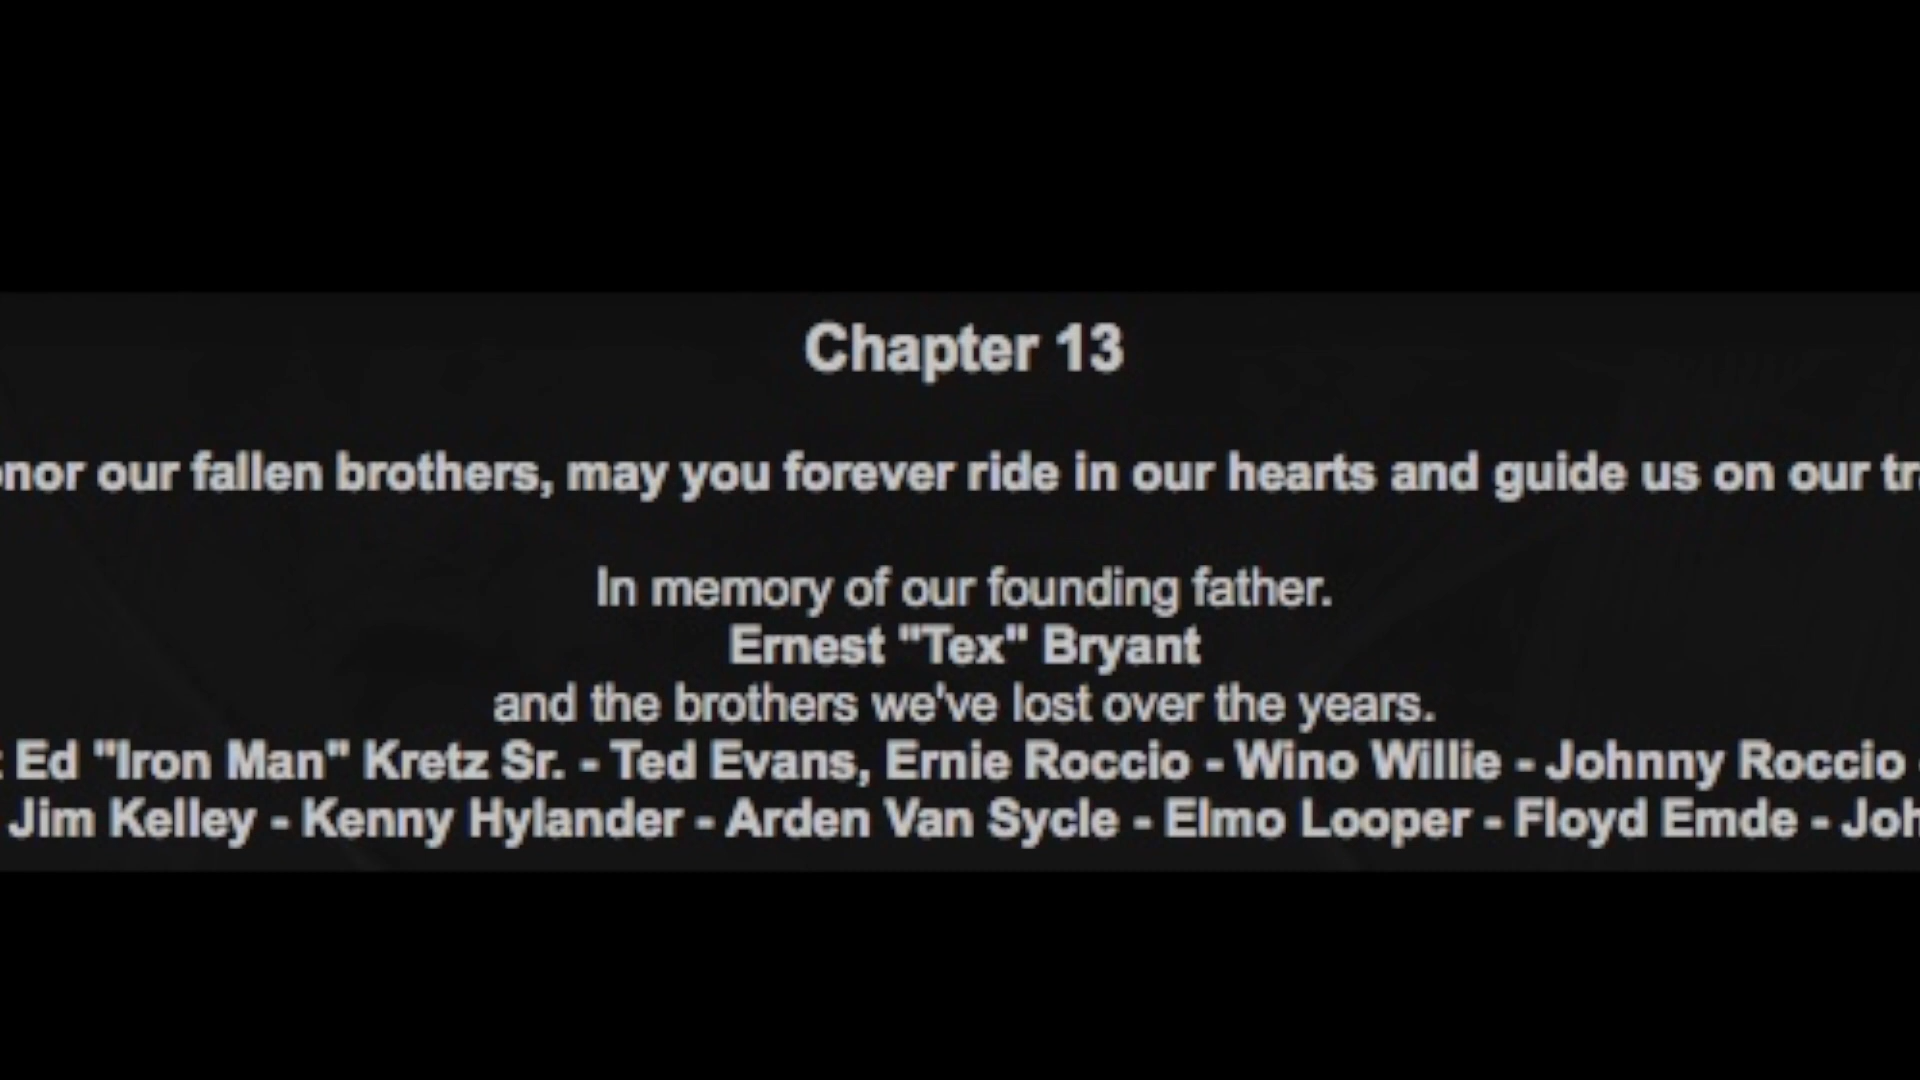 Chapter 13
onor our fallen brothers, may you forever ride in our hearts and guide us on our tr
In memory of our founding father.
Ernest "Tex" Bryant
and the brothers we've lost over the years.
: Ed "Iron Man" Kretz Sr. - Ted Evans, Ernie Roccio - Wino Willie - Johnny Roccio -
Jim Kelley - Kenny Hylander - Arden Van Sycle - Elmo Looper - Floyd Emde - Joh